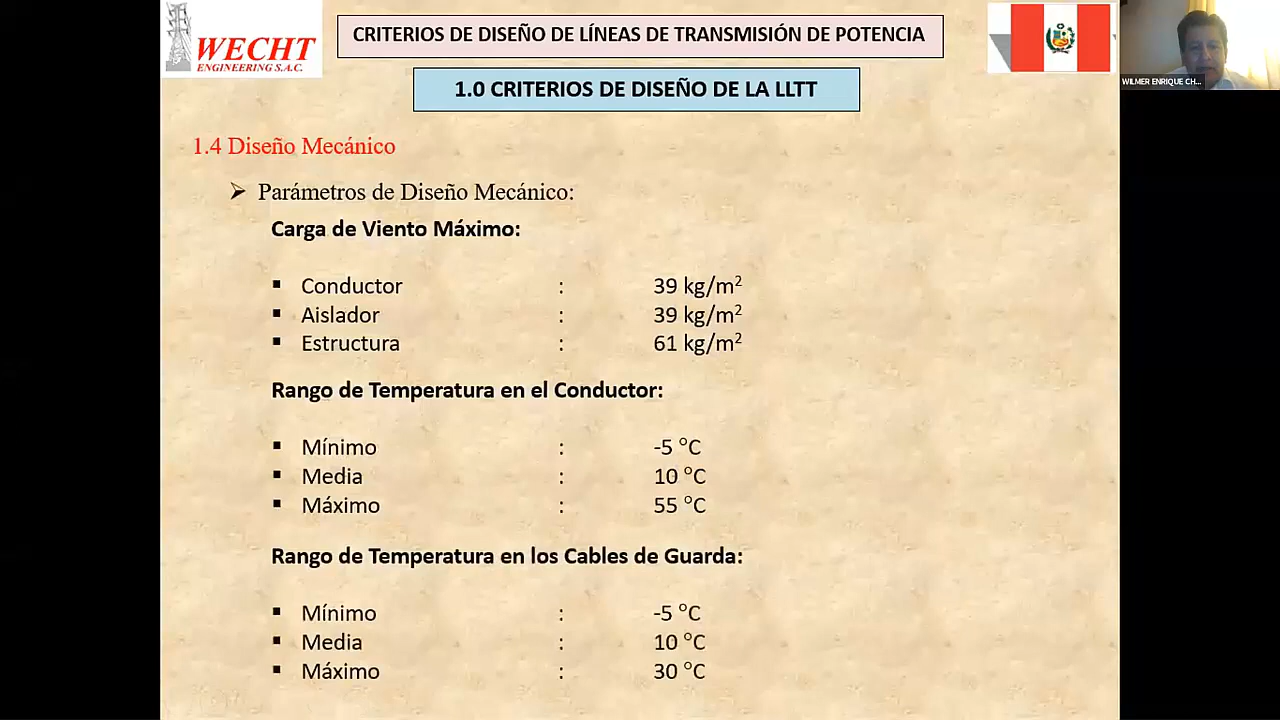 WECHT
ENGINEERING S.A.C.
CRITERIOS DE DISEÑO DE LÍNEAS DE TRANSMISIÓN DE POTENCIA
1.0 CRITERIOS DE DISEÑO DE LA LLTT
WILMER ENRIQUE CH...
1.4 Diseño Mecánico
➢ Parámetros de Diseño Mecánico:
Carga de Viento Máximo:
▪ Conductor : 39 kg/m²
▪ Aislador : 39 kg/m²
▪ Estructura : 61 kg/m²
Rango de Temperatura en el Conductor:
▪ Mínimo : -5 °C
▪ Media : 10 °C
▪ Máximo : 55 °C
Rango de Temperatura en los Cables de Guarda:
▪ Mínimo : -5 °C
▪ Media : 10 °C
▪ Máximo : 30 °C